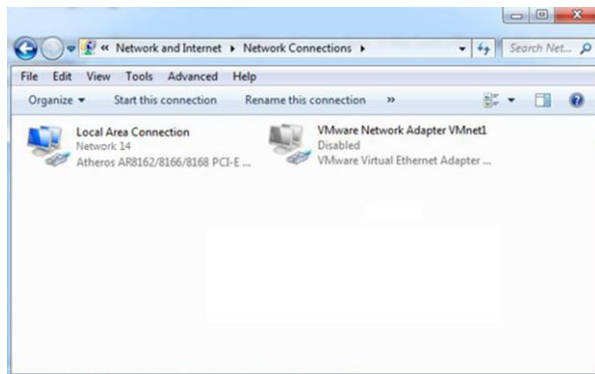 « Network and Internet ▸ Network Connections ▸
Search Net...
File Edit View Tools Advanced Help
Organize ▾ Start this connection Rename this connection »
Local Area Connection
Network 14
Atheros AR8162/8166/8168 PCI-E ...
VMware Network Adapter VMnet1
Disabled
VMware Virtual Ethernet Adapter ...